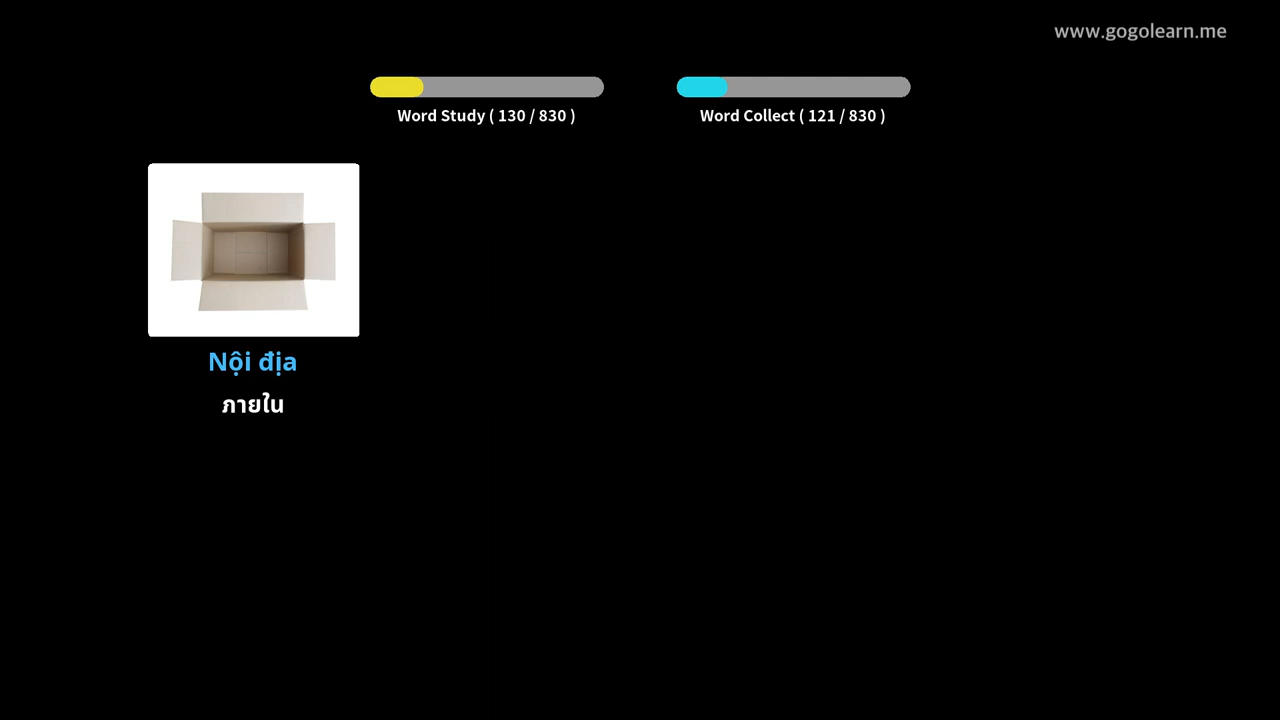 www.gogolearn.me
Word Study ( 130 / 830 )
Word Collect ( 121 / 830 )
Nội địa
ภายใน